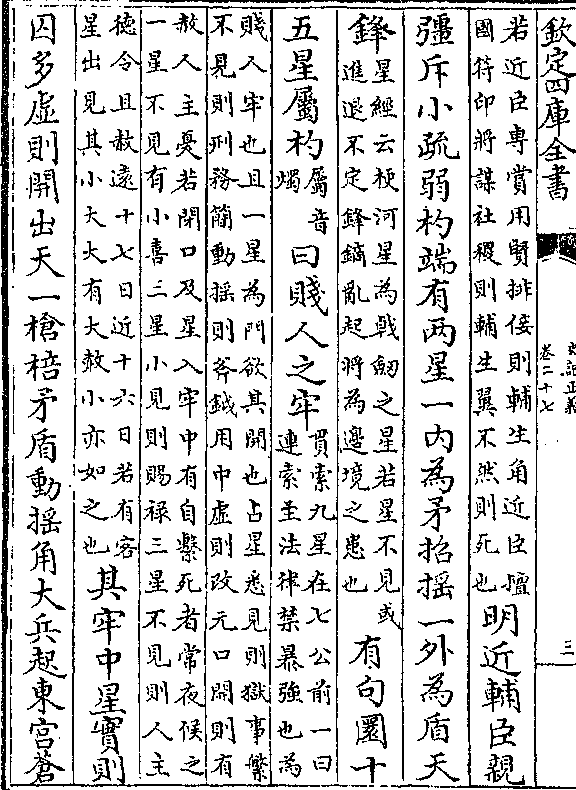 欽定四庫全書
史記正義
卷二十七
三
若近臣專賞用賢排佞則輔生角近臣擅
國符印將謀社稷則輔生翼不然則死也
明近輔臣親
彊斥小疏弱杓端有兩星一内為矛招摇一外為盾天
鋒
星經云梗河星為戟劒之星若星不見或
進退不定鋒鏑亂起將為邊境之患也
有句圜十
五星屬杓
屬音
燭
曰賤人之牢
貫索九星在七公前一曰
連索主法律禁暴強也為
賤人牢也且一星為門欲其開也占星悉見則獄事繁
不見則刑務簡動摇則斧鉞用中虚則改元口開則有
赦人主憂若閉口及星入牢中有自繫死者常夜候之
一星不見有小喜二星小見則賜禄三星不見則人主
徳令且赦遠十七日近十六日若有客
星出見其小大大有大赦小亦如之也
其牢中星實則
囚多虚則開出天一槍棓矛盾動摇角大兵起東宫蒼